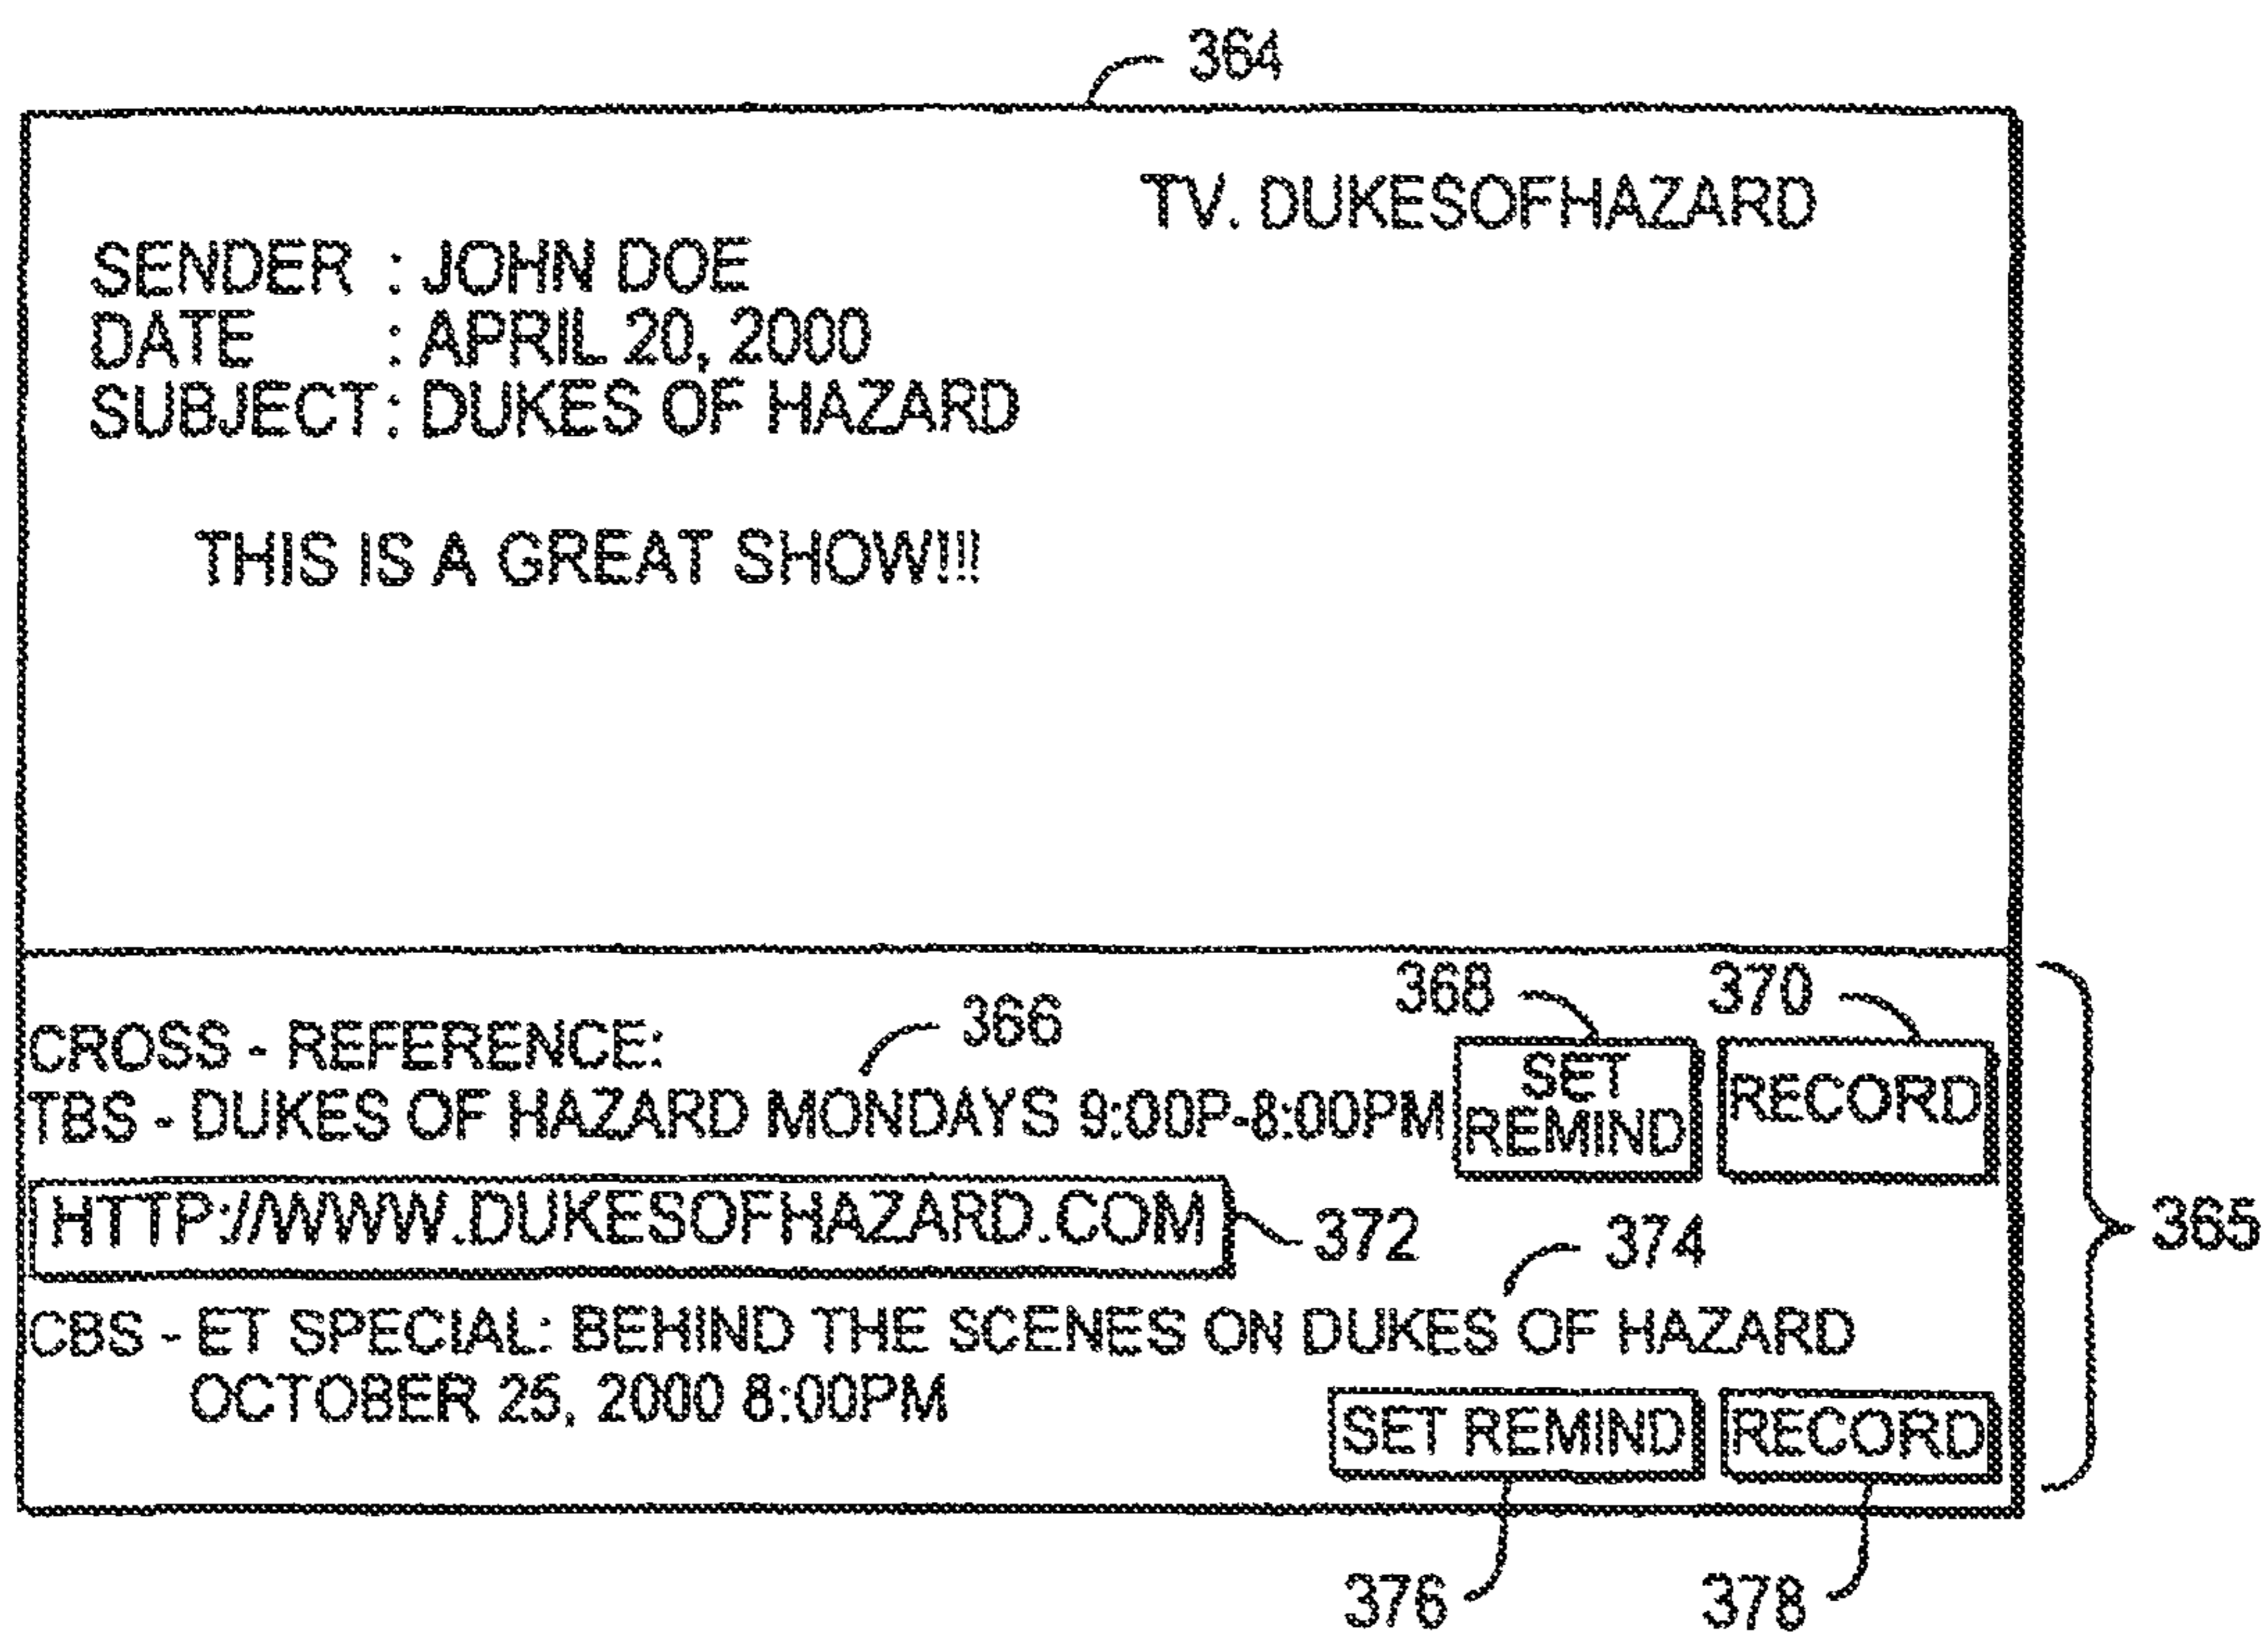 364
TV. DUKESOFHAZARD
SENDER : JOHN DOE
DATE : APRIL 20, 2000
SUBJECT : DUKES OF HAZARD
THIS IS A GREAT SHOW!!!
368 370
CROSS - REFERENCE: 366
TBS - DUKES OF HAZARD MONDAYS 9:00P-8:00PM
SET
REMIND
RECORD
HTTP://WWW.DUKESOFHAZARD.COM 372 374
365
CBS - ET SPECIAL: BEHIND THE SCENES ON DUKES OF HAZARD
OCTOBER 25, 2000 8:00PM
SET REMIND RECORD
376 378